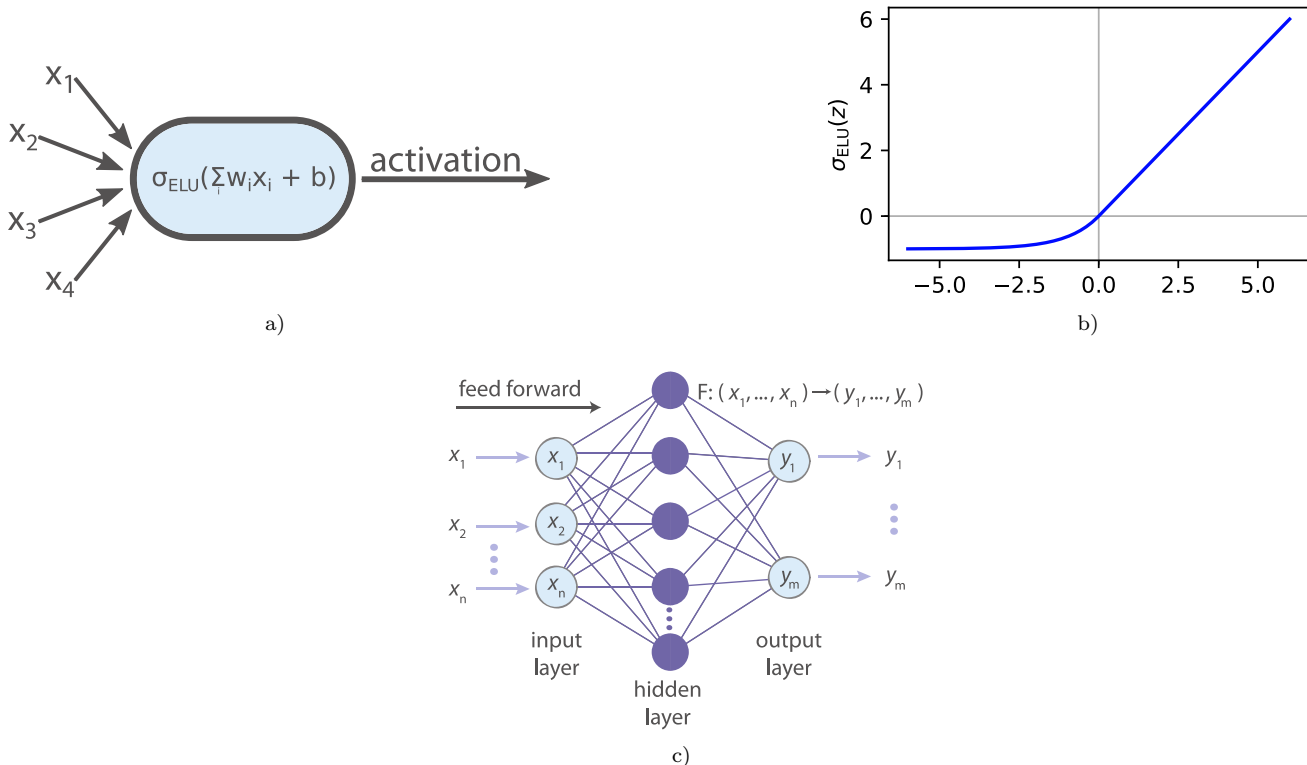 x₁
x₂
x₃
x₄
σELU(∑ᵢwᵢxᵢ + b)
activation
a)
σELU(z)
6
4
2
0
−5.0 −2.5 0.0 2.5 5.0
b)
feed forward
F: ( x₁,..., xₙ )→( y₁,..., yₘ )
x₁ x₁ y₁ y₁
x₂ x₂
xₙ xₙ yₘ yₘ
input
layer
hidden
layer
output
layer
c)